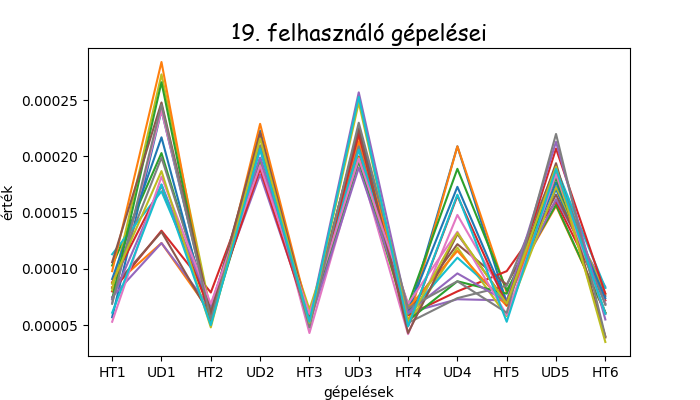 19. felhasználó gépelései
érték
0.00025
0.00020
0.00015
0.00010
0.00005
HT1 UD1 HT2 UD2 HT3 UD3 HT4 UD4 HT5 UD5 HT6
gépelések